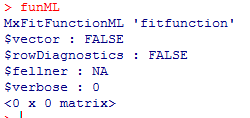 > funML
MxFitFunctionML 'fitfunction'
$vector : FALSE
$rowDiagnostics : FALSE
$fellner : NA
$verbose : 0
<0 x 0 matrix>
>